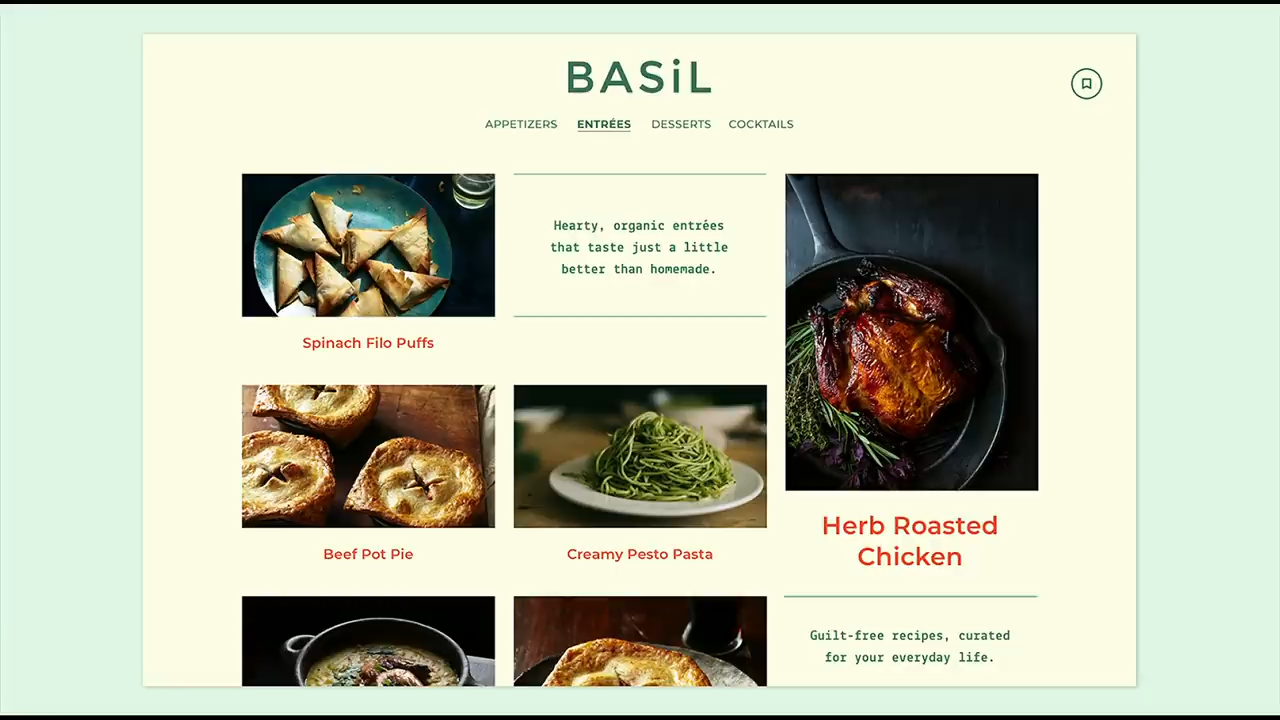 BASiL
APPETIZERS ENTRÉES DESSERTS COCKTAILS
Hearty, organic entrées
that taste just a little
better than homemade.
Spinach Filo Puffs
Beef Pot Pie
Creamy Pesto Pasta
Herb Roasted
Chicken
Guilt-free recipes, curated
for your everyday life.